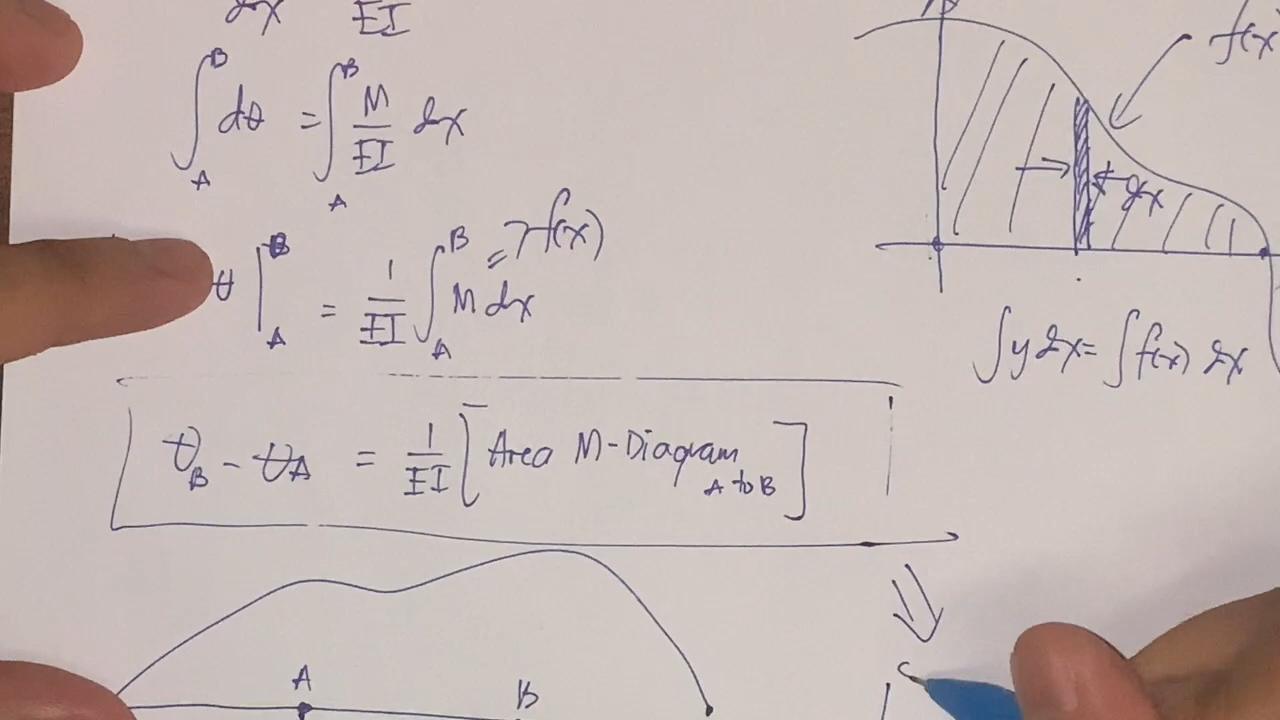 dx EI
∫_A^B dθ = ∫_A^B M/EI dx
θ |_A^B = 1/EI ∫_A^B M dx = f(x)
θ_B - θ_A = 1/EI [Area M-Diagram A to B]
A
B
f(x
dx
∫y dx = ∫f(x) dx